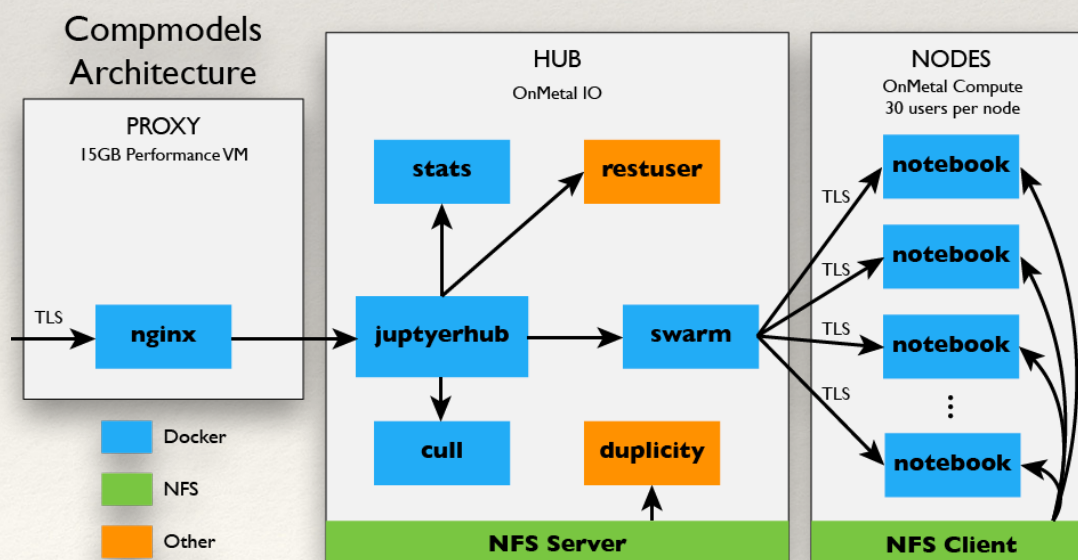 Compmodels
Architecture
PROXY
15GB Performance VM
TLS
nginx
Docker
NFS
Other
HUB
OnMetal IO
stats
restuser
juptyerhub
swarm
cull
duplicity
NFS Server
NODES
OnMetal Compute
30 users per node
TLS
notebook
TLS
notebook
TLS
notebook
TLS
notebook
NFS Client